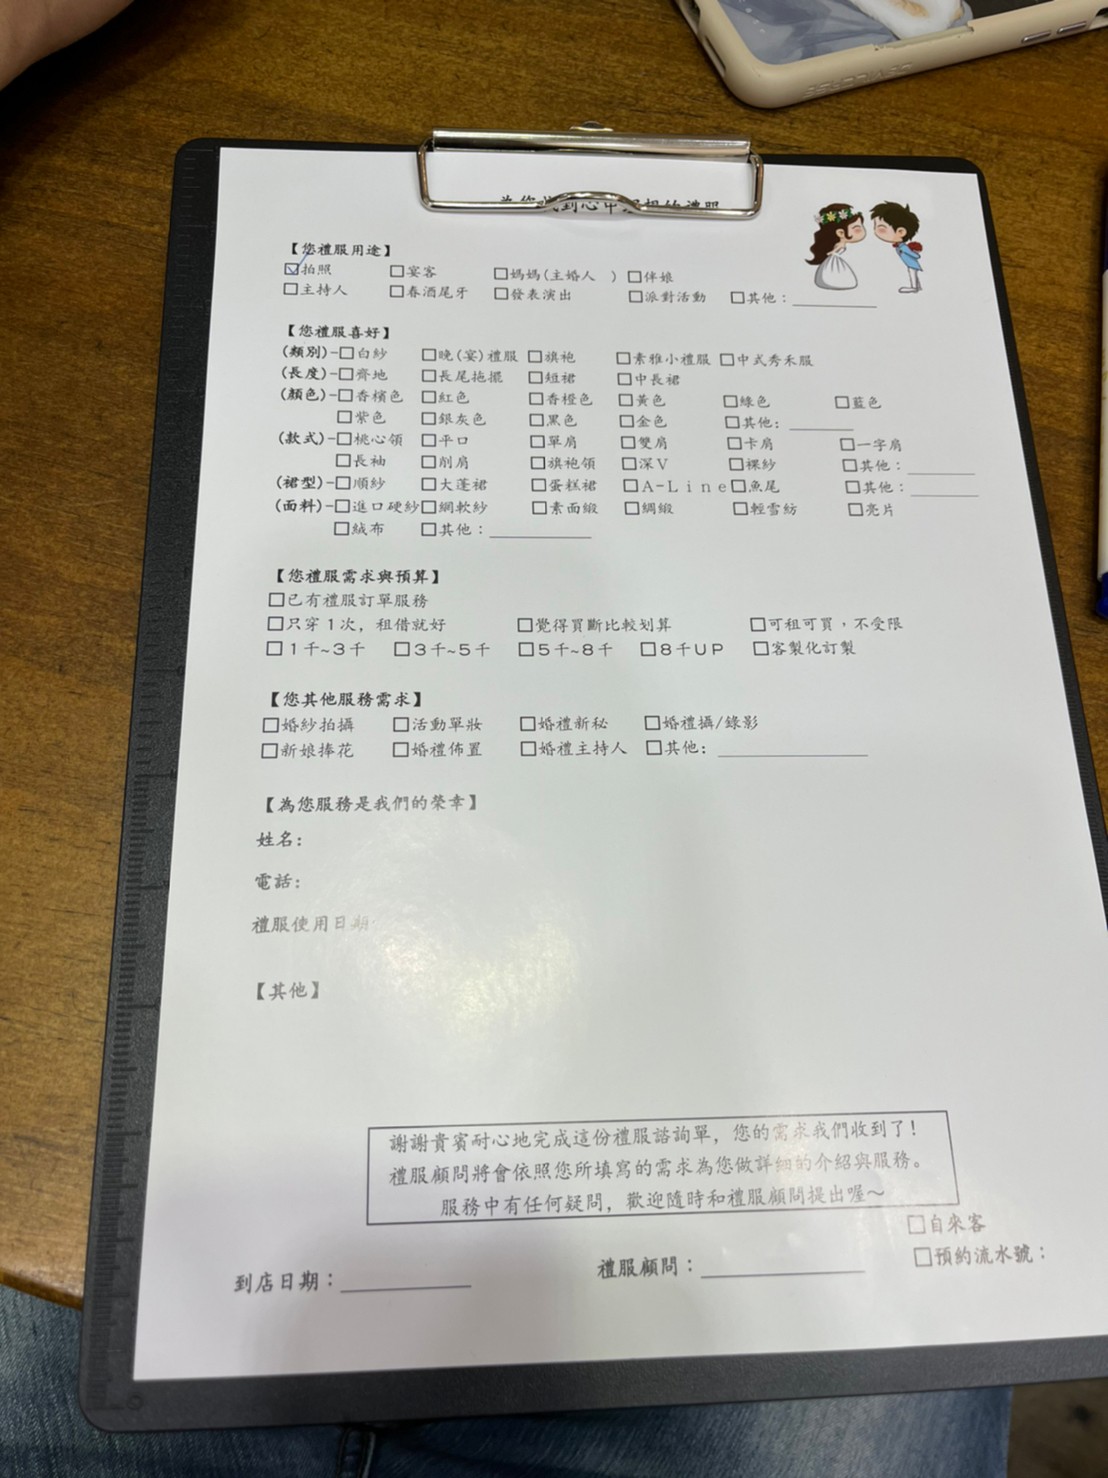 為您找到心中理想的禮服
【您禮服用途】
☑拍照 □宴客 □媽媽(主婚人 ) □伴娘
□主持人 □春酒尾牙 □發表演出 □派對活動 □其他：
【您禮服喜好】
(類別)-□白紗 □晚(宴)禮服 □旗袍 □素雅小禮服 □中式秀禾服
(長度)-□齊地 □長尾拖擺 □短裙 □中長裙
(顏色)-□香檳色 □紅色 □香橙色 □黃色 □綠色 □藍色
□紫色 □銀灰色 □黑色 □金色 □其他:
(款式)-□桃心領 □平口 □單肩 □雙肩 □卡肩 □一字肩
□長袖 □削肩 □旗袍領 □深V □裸紗 □其他：
(裙型)-□順紗 □大蓬裙 □蛋糕裙 □A-Line □魚尾 □其他：
(面料)-□進口硬紗 □網軟紗 □素面緞 □綢緞 □輕雪紡 □亮片
□絨布 □其他：
【您禮服需求與預算】
□已有禮服訂單服務
□只穿1次，租借就好 □覺得買斷比較划算 □可租可買，不受限
□1千~3千 □3千~5千 □5千~8千 □8千UP □客製化訂製
【您其他服務需求】
□婚紗拍攝 □活動單妝 □婚禮新秘 □婚禮攝/錄影
□新娘捧花 □婚禮佈置 □婚禮主持人 □其他:
【為您服務是我們的榮幸】
姓名:
電話:
禮服使用日期
【其他】
謝謝貴賓耐心地完成這份禮服諮詢單，您的需求我們收到了!
禮服顧問將會依照您所填寫的需求為您做詳細的介紹與服務。
服務中有任何疑問，歡迎隨時和禮服顧問提出喔～
□自來客
到店日期： 禮服顧問： □預約流水號：